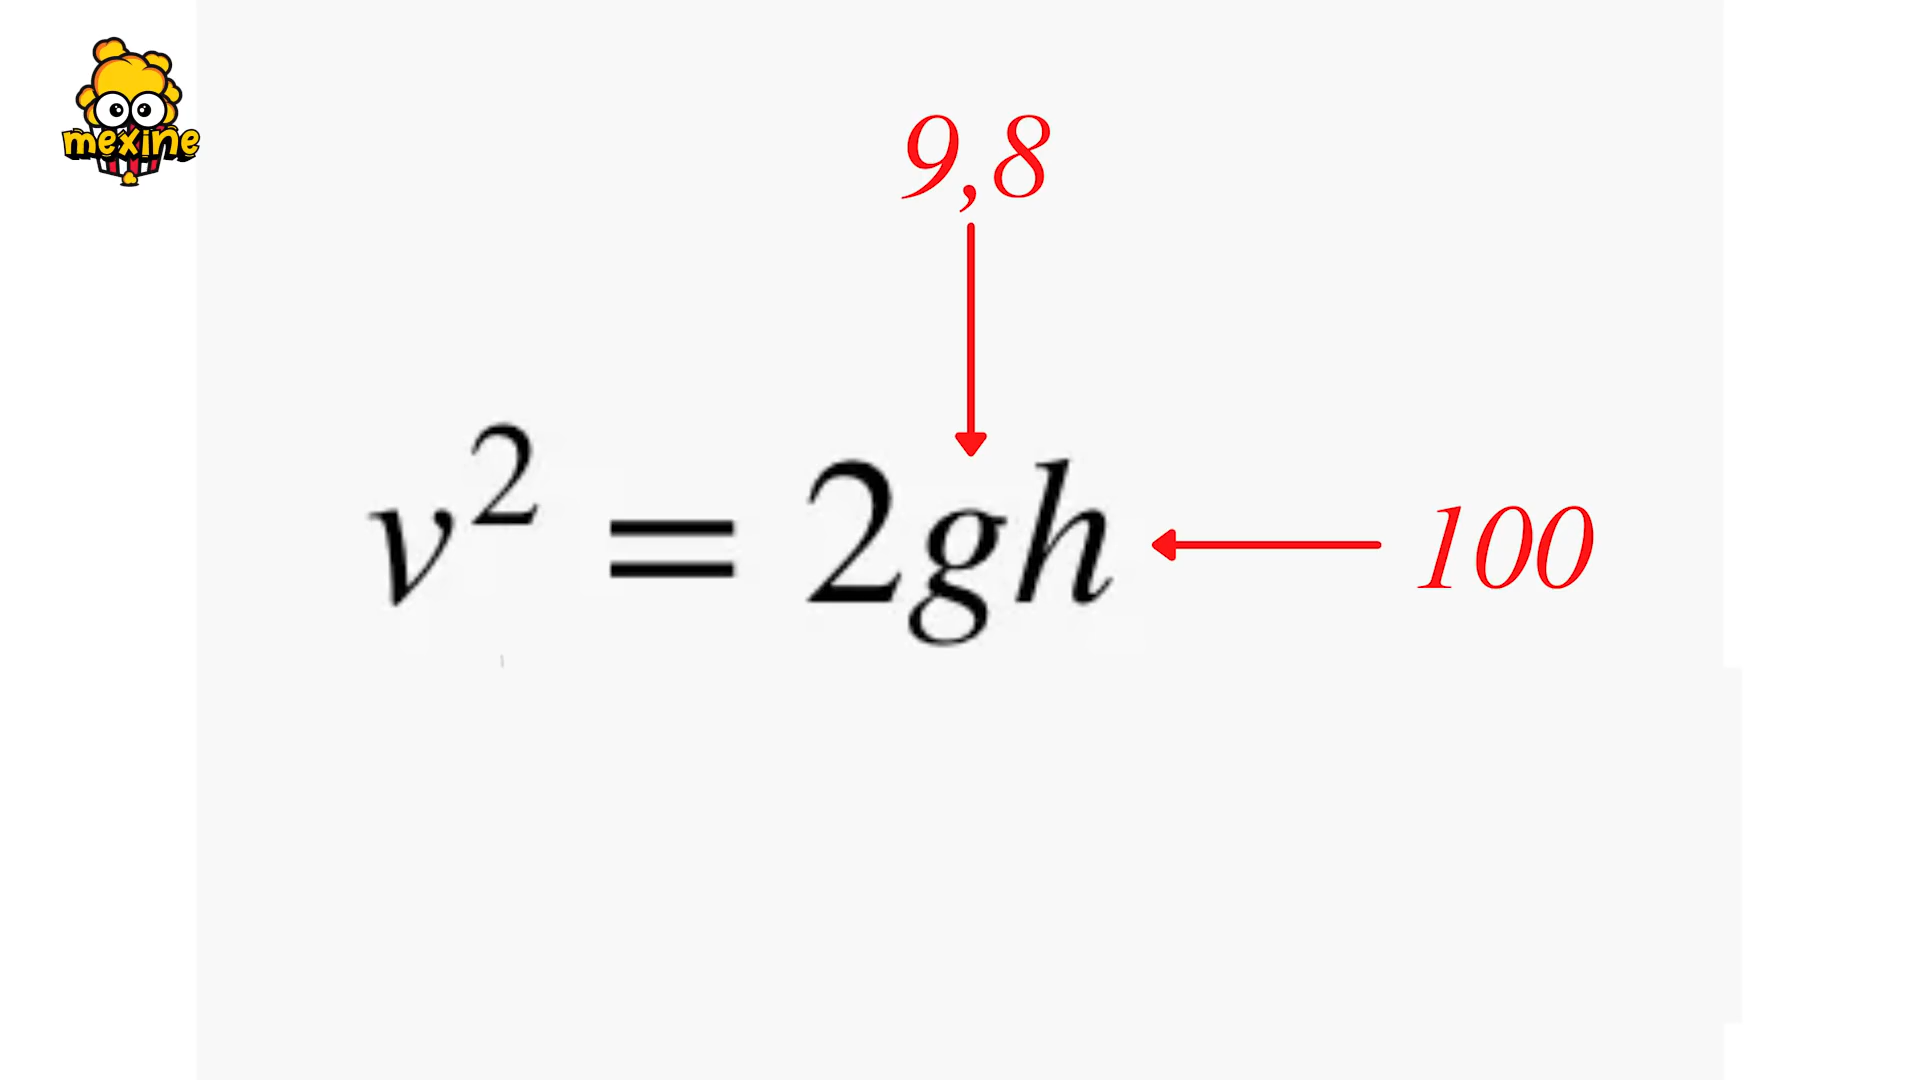 mexine
9,8
v² = 2gh
100